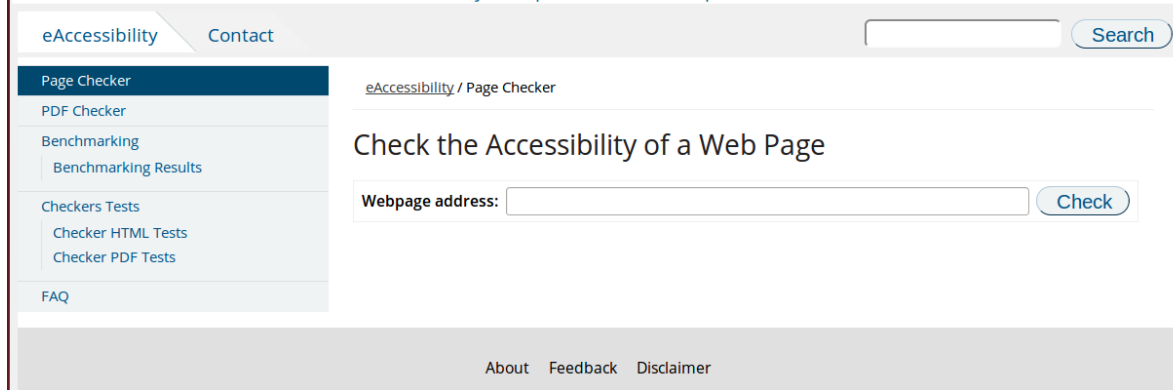 eAccessibility Contact Search
Page Checker
PDF Checker
Benchmarking
Benchmarking Results
Checkers Tests
Checker HTML Tests
Checker PDF Tests
FAQ
eAccessibility / Page Checker
Check the Accessibility of a Web Page
Webpage address: Check
About Feedback Disclaimer